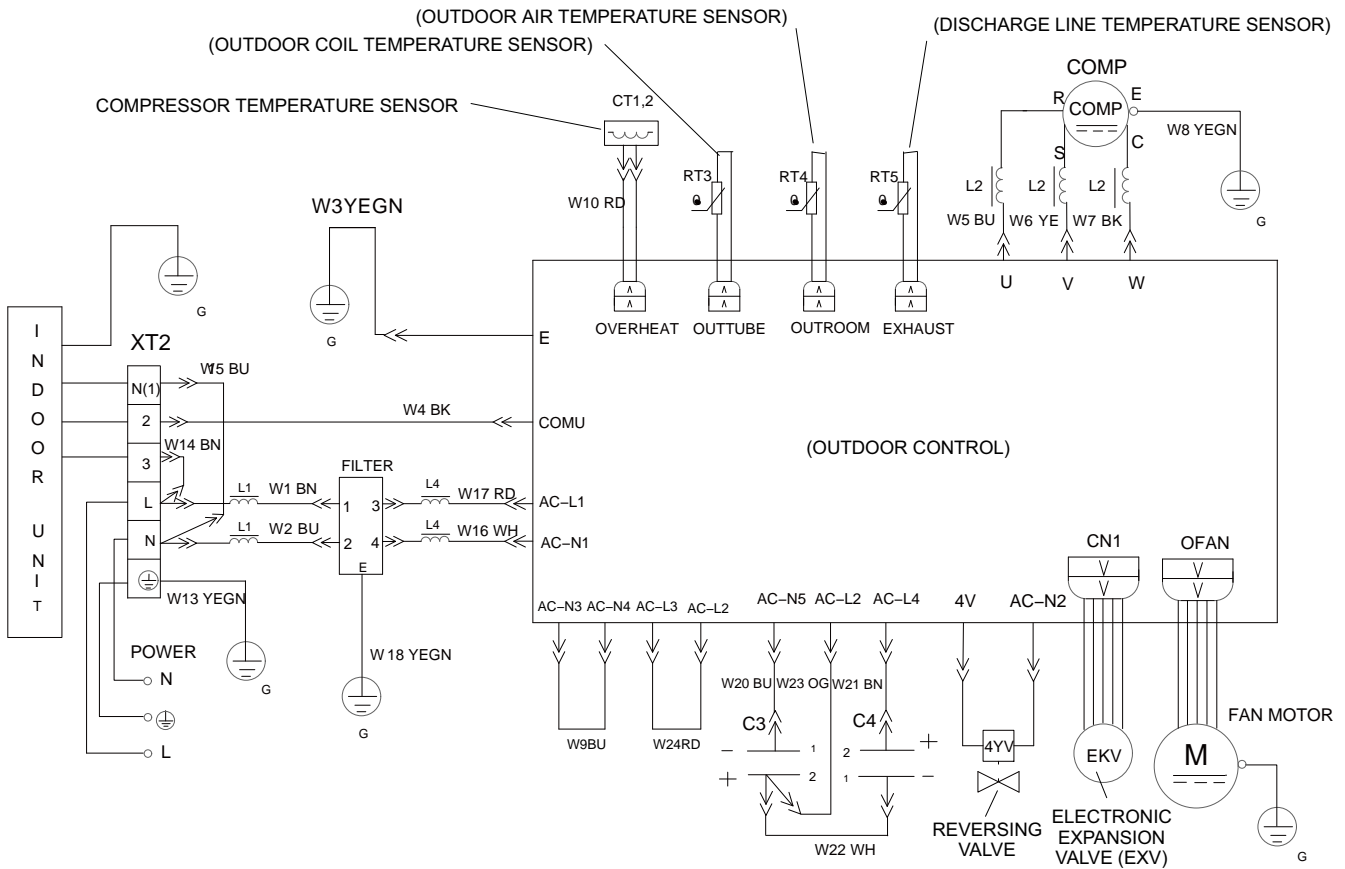 (OUTDOOR AIR TEMPERATURE SENSOR)
(DISCHARGE LINE TEMPERATURE SENSOR)
(OUTDOOR COIL TEMPERATURE SENSOR)
COMPRESSOR TEMPERATURE SENSOR
CT1,2
COMP
R
E
COMP
W8 YEGN
S
C
RT3
RT4
RT5
L2
L2
L2
W10 RD
W3YEGN
W5 BU
W6 YE
W7 BK
G
U
V
W
G
G
OVERHEAT
OUTTUBE
OUTROOM
EXHAUST
E
INDOOR UNIT
XT2
N(1)
W15 BU
2
W4 BK
COMU
W14 BN
3
(OUTDOOR CONTROL)
FILTER
L
L1
W1 BN
1
3
L4
W17 RD
AC–L1
N
L1
W2 BU
2
4
L4
W16 WH
AC–N1
E
CN1
OFAN
W13 YEGN
AC–N3
AC–N4
AC–L3
AC–L2
AC–N5
AC–L2
AC–L4
4V
AC–N2
POWER
N
G
W18 YEGN
G
L
W20 BU
W23 OG
W21 BN
C3
C4
W9BU
W24RD
–
1
2
+
+
2
1
–
4YV
EKV
M
FAN MOTOR
W22 WH
REVERSING
VALVE
ELECTRONIC
EXPANSION
VALVE (EXV)
G